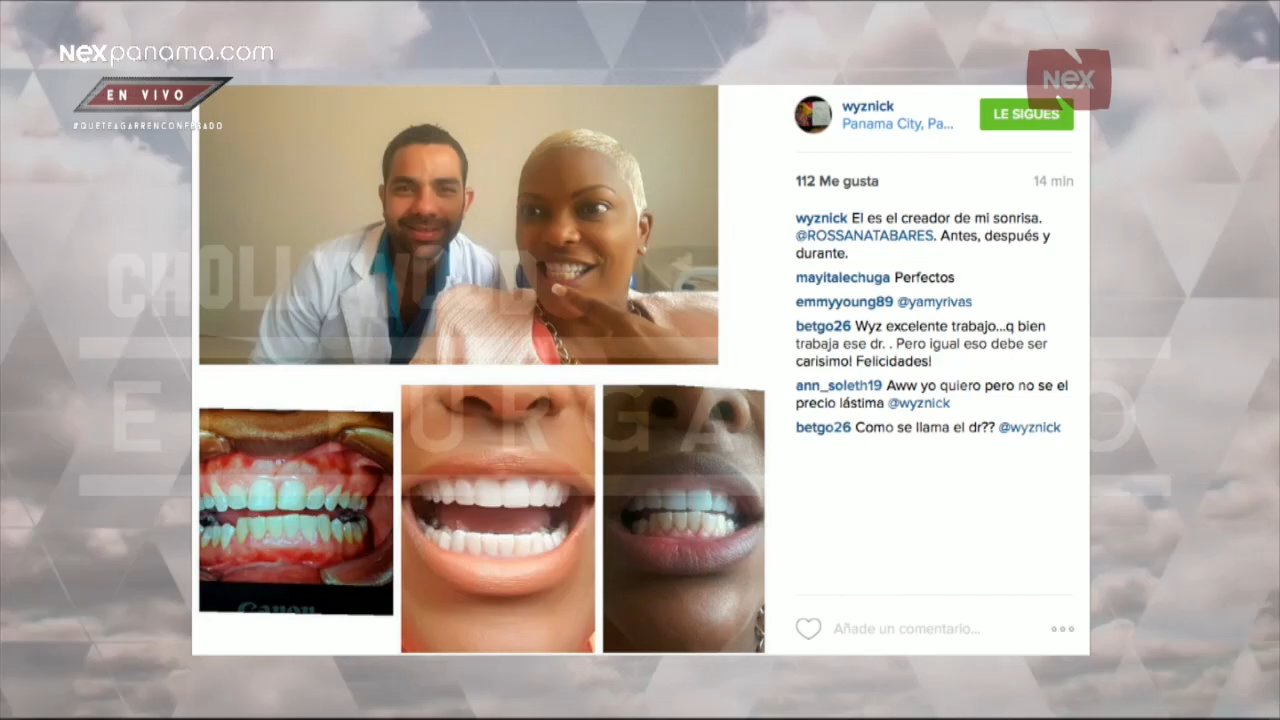 NEXpanama.com
EN VIVO
#QUETEAGARRENCONFESADO
NEX
wyznick
Panama City, Pa...
LE SIGUES
112 Me gusta
14 min
wyznick El es el creador de mi sonrisa.
@ROSSANATABARES. Antes, después y
durante.
mayitalechuga Perfectos
emmyyoung89 @yamyrivas
betgo26 Wyz excelente trabajo...q bien
trabaja ese dr. . Pero igual eso debe ser
carisimo! Felicidades!
ann_soleth19 Aww yo quiero pero no se el
precio lástima @wyznick
betgo26 Como se llama el dr?? @wyznick
Añade un comentario...
CHOLLYWOOD
Canon